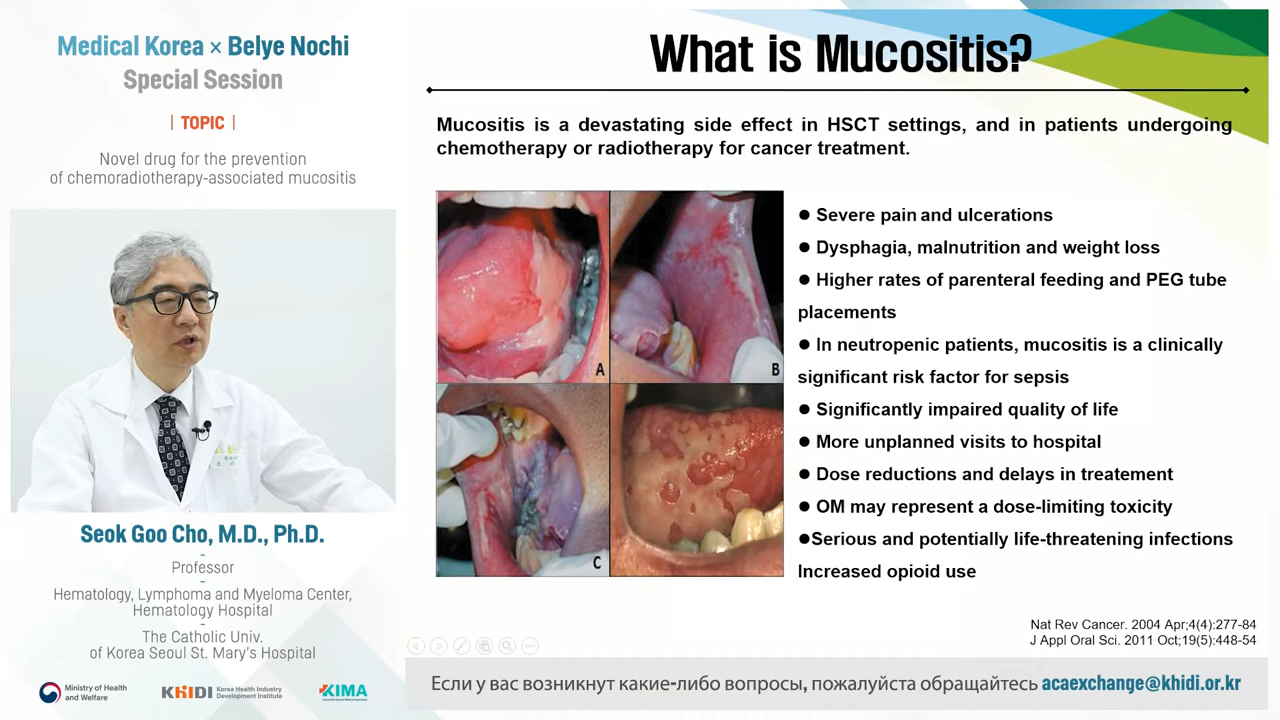 Medical Korea × Belye Nochi
Special Session
| TOPIC |
Novel drug for the prevention
of chemoradiotherapy-associated mucositis
Seok Goo Cho, M.D., Ph.D.
-
Professor
-
Hematology, Lymphoma and Myeloma Center,
Hematology Hospital
-
The Catholic Univ.
of Korea Seoul St. Mary's Hospital
Ministry of Health
and Welfare
KHIDI Korea Health Industry
Development Institute
KIMA
What is Mucositis?
Mucositis is a devastating side effect in HSCT settings, and in patients undergoing
chemotherapy or radiotherapy for cancer treatment.
A
B
C
● Severe pain and ulcerations
● Dysphagia, malnutrition and weight loss
● Higher rates of parenteral feeding and PEG tube
placements
● In neutropenic patients, mucositis is a clinically
significant risk factor for sepsis
● Significantly impaired quality of life
● More unplanned visits to hospital
● Dose reductions and delays in treatement
● OM may represent a dose-limiting toxicity
●Serious and potentially life-threatening infections
Increased opioid use
Nat Rev Cancer. 2004 Apr;4(4):277-84
J Appl Oral Sci. 2011 Oct;19(5):448-54
Если у вас возникнут какие-либо вопросы, пожалуйста обращайтесь acaexchange@khidi.or.kr